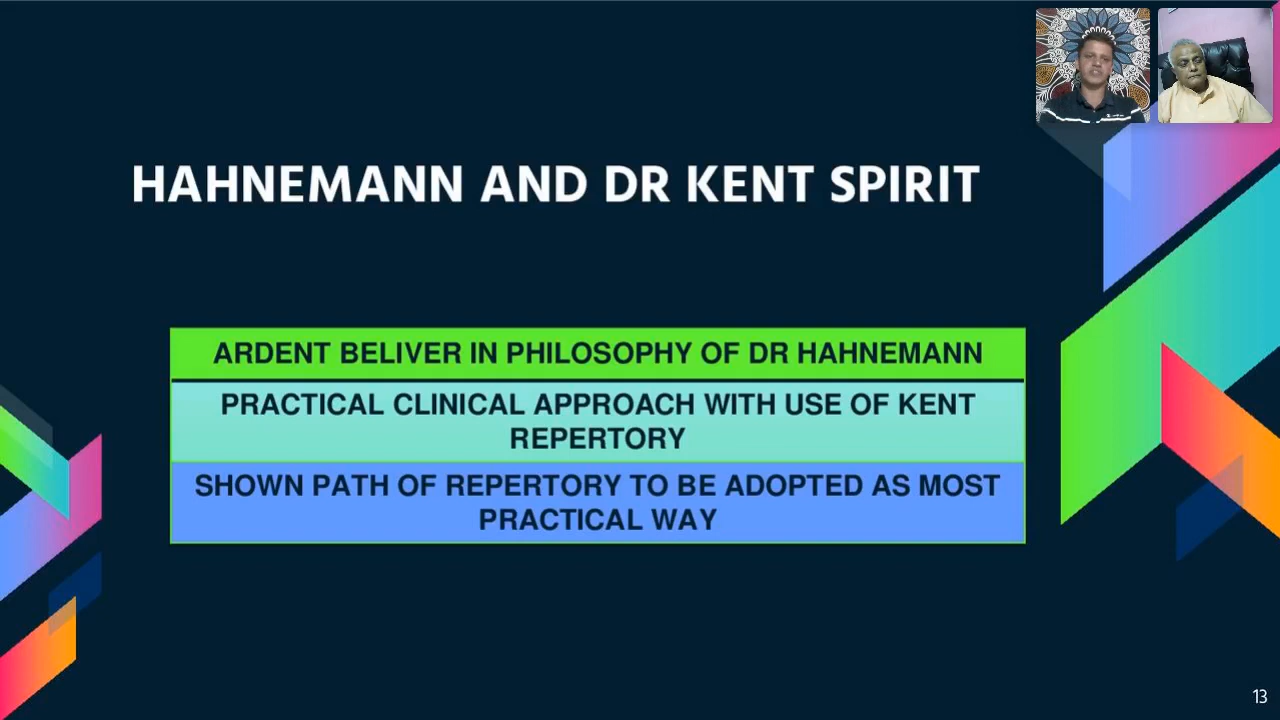 HAHNEMANN AND DR KENT SPIRIT
ARDENT BELIVER IN PHILOSOPHY OF DR HAHNEMANN
PRACTICAL CLINICAL APPROACH WITH USE OF KENT
REPERTORY
SHOWN PATH OF REPERTORY TO BE ADOPTED AS MOST
PRACTICAL WAY
13